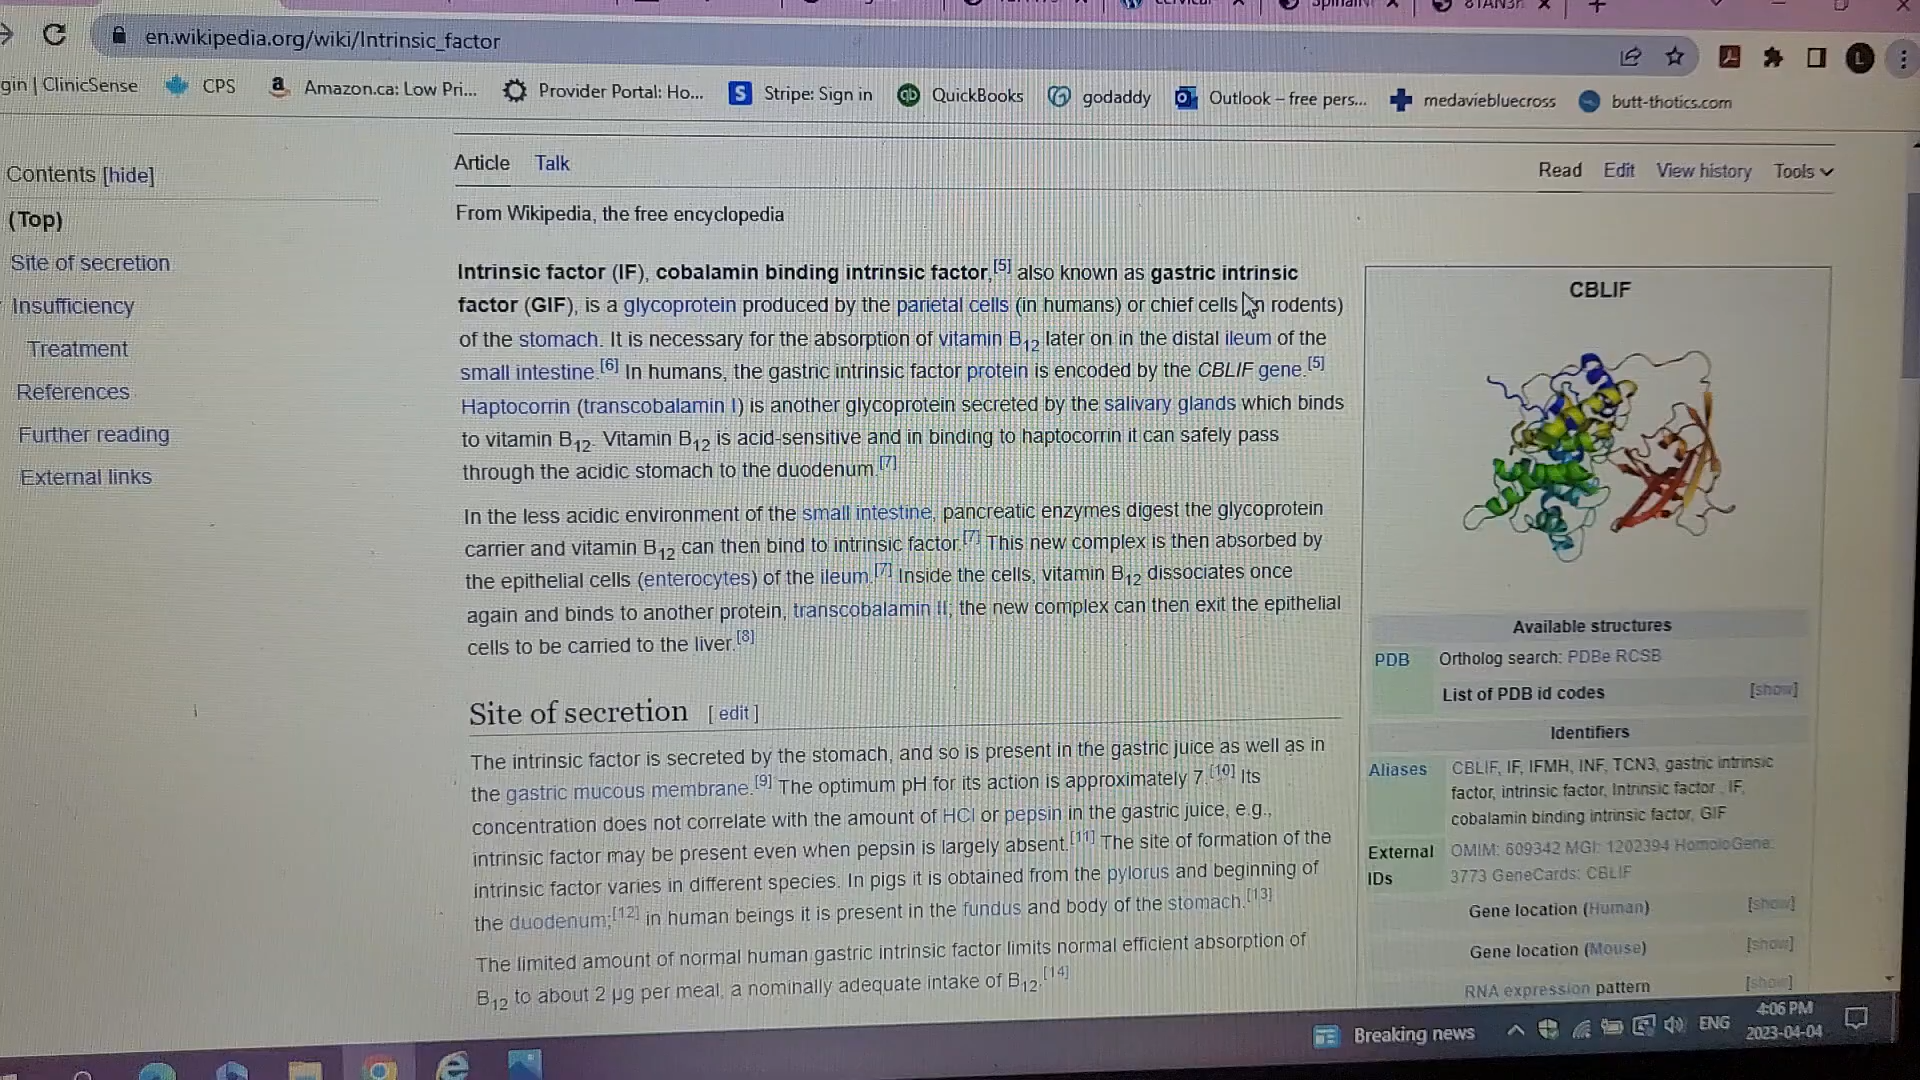 cervical
Spinal
81AN3
en.wikipedia.org/wiki/Intrinsic_factor
L
gin | ClinicSense
CPS
Amazon.ca: Low Pri...
Provider Portal: Ho...
S
Stripe: Sign in
qb
QuickBooks
godaddy
Outlook – free pers...
medaviebluecross
butt-thotics.com
Contents [hide]
(Top)
Site of secretion
Insufficiency
Treatment
References
Further reading
External links
Article Talk
Read Edit View history Tools
From Wikipedia, the free encyclopedia
Intrinsic factor (IF), cobalamin binding intrinsic factor,[5] also known as gastric intrinsic
factor (GIF), is a glycoprotein produced by the parietal cells (in humans) or chief cells in rodents)
of the stomach. It is necessary for the absorption of vitamin B12 later on in the distal ileum of the
small intestine.[6] In humans, the gastric intrinsic factor protein is encoded by the CBLIF gene.[5]
Haptocorrin (transcobalamin I) is another glycoprotein secreted by the salivary glands which binds
to vitamin B12. Vitamin B12 is acid-sensitive and in binding to haptocorrin it can safely pass
through the acidic stomach to the duodenum.[7]
In the less acidic environment of the small intestine, pancreatic enzymes digest the glycoprotein
carrier and vitamin B12 can then bind to intrinsic factor.[7] This new complex is then absorbed by
the epithelial cells (enterocytes) of the ileum.[7] Inside the cells, vitamin B12 dissociates once
again and binds to another protein, transcobalamin II; the new complex can then exit the epithelial
cells to be carried to the liver.[8]
Site of secretion [ edit ]
The intrinsic factor is secreted by the stomach, and so is present in the gastric juice as well as in
the gastric mucous membrane.[9] The optimum pH for its action is approximately 7.[10] Its
concentration does not correlate with the amount of HCl or pepsin in the gastric juice, e.g.,
intrinsic factor may be present even when pepsin is largely absent.[11] The site of formation of the
intrinsic factor varies in different species. In pigs it is obtained from the pylorus and beginning of
the duodenum;[12] in human beings it is present in the fundus and body of the stomach.[13]
The limited amount of normal human gastric intrinsic factor limits normal efficient absorption of
B12 to about 2 μg per meal, a nominally adequate intake of B12.[14]
CBLIF
Available structures
PDB Ortholog search: PDBe RCSB
List of PDB id codes [show]
Identifiers
Aliases CBLIF, IF, IFMH, INF, TCN3, gastric intrinsic
factor, intrinsic factor, Intrinsic factor , IF,
cobalamin binding intrinsic factor, GIF
External OMIM: 609342 MGI: 1202394 HomoloGene:
IDs 3773 GeneCards: CBLIF
Gene location (Human) [show]
Gene location (Mouse) [show]
RNA expression pattern [show]
Breaking news
ENG
4:06 PM
2023-04-04